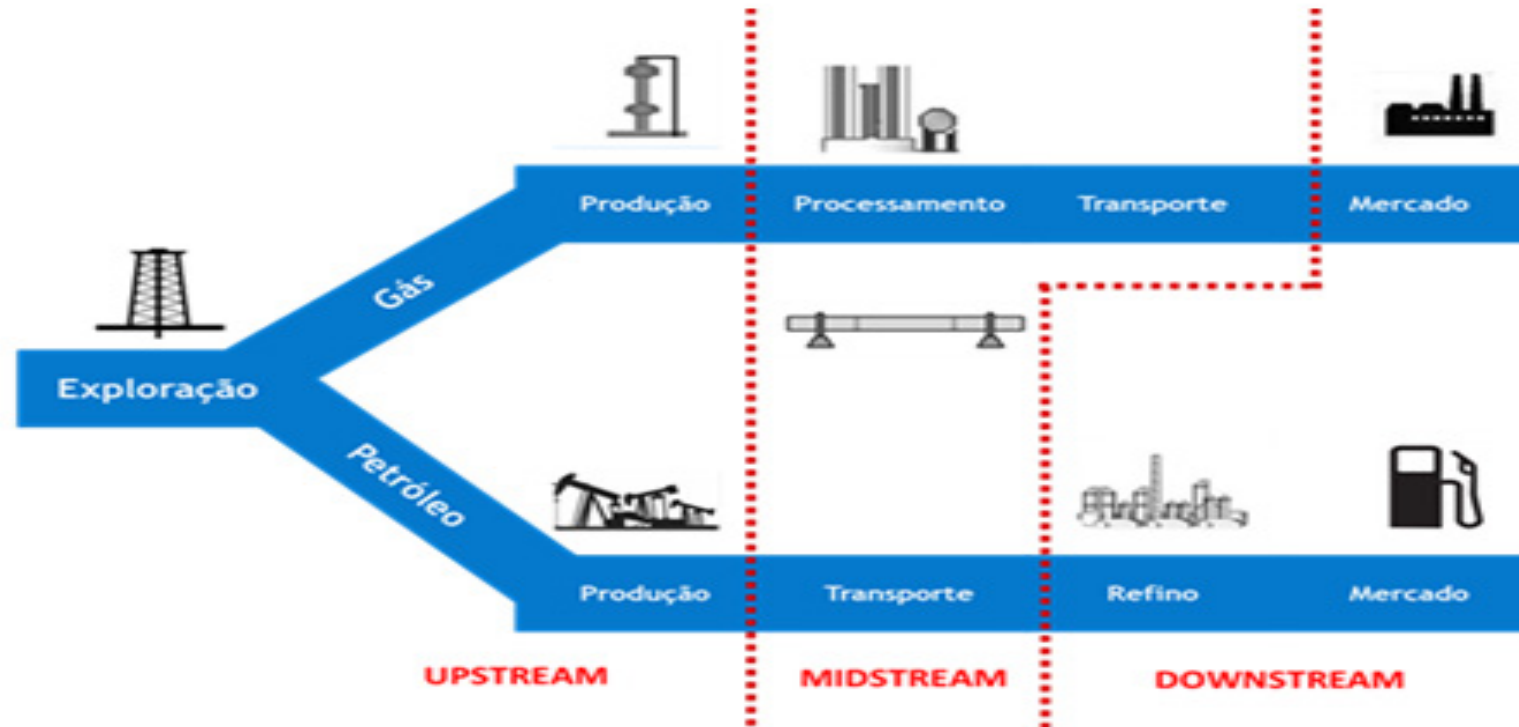 Produção
Processamento
Transporte
Mercado
Gás
Exploração
Petróleo
Produção
Transporte
Refino
Mercado
UPSTREAM
MIDSTREAM
DOWNSTREAM